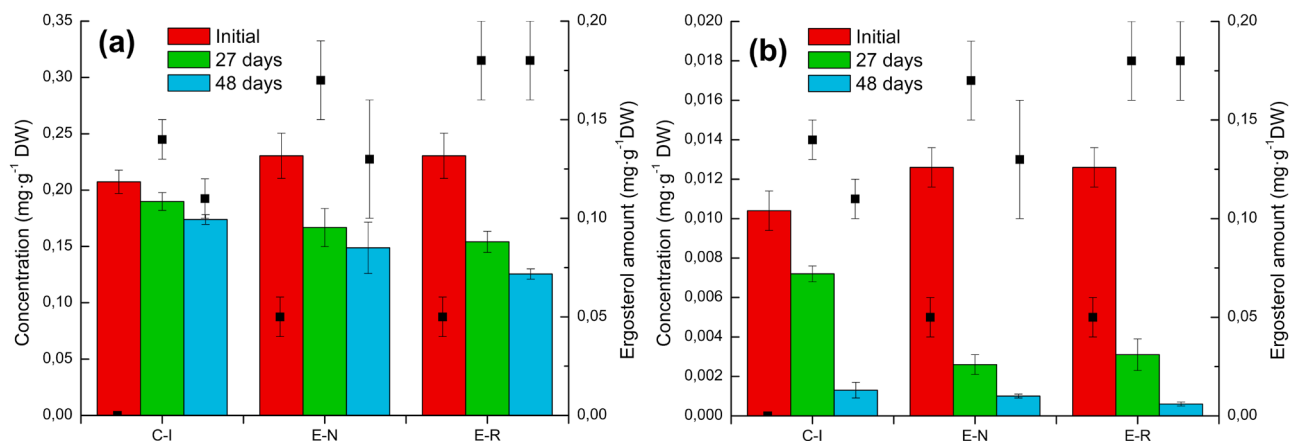 (a)
Initial
27 days
48 days
Concentration (mg·g⁻¹ DW)
0,35
0,30
0,25
0,20
0,15
0,10
0,05
0,00
C-I
E-N
E-R
0,20
0,15
0,10
0,05
0,00
Ergosterol amount (mg·g⁻¹DW)
(b)
Initial
27 days
48 days
Concentration (mg·g⁻¹ DW)
0,020
0,018
0,016
0,014
0,012
0,010
0,008
0,006
0,004
0,002
0,000
C-I
E-N
E-R
0,20
0,15
0,10
0,05
0,00
Ergosterol amount (mg·g⁻¹DW)